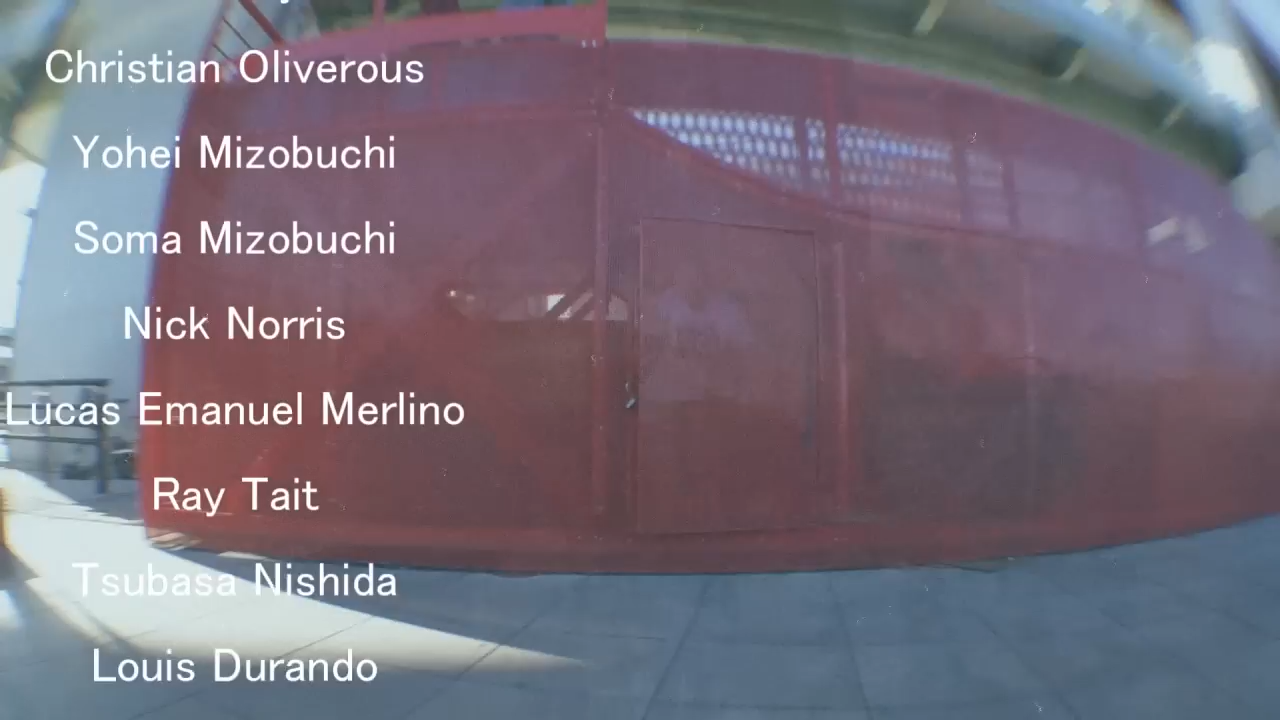 Christian Oliverous
Yohei Mizobuchi
Soma Mizobuchi
Nick Norris
Lucas Emanuel Merlino
Ray Tait
Tsubasa Nishida
Louis Durando